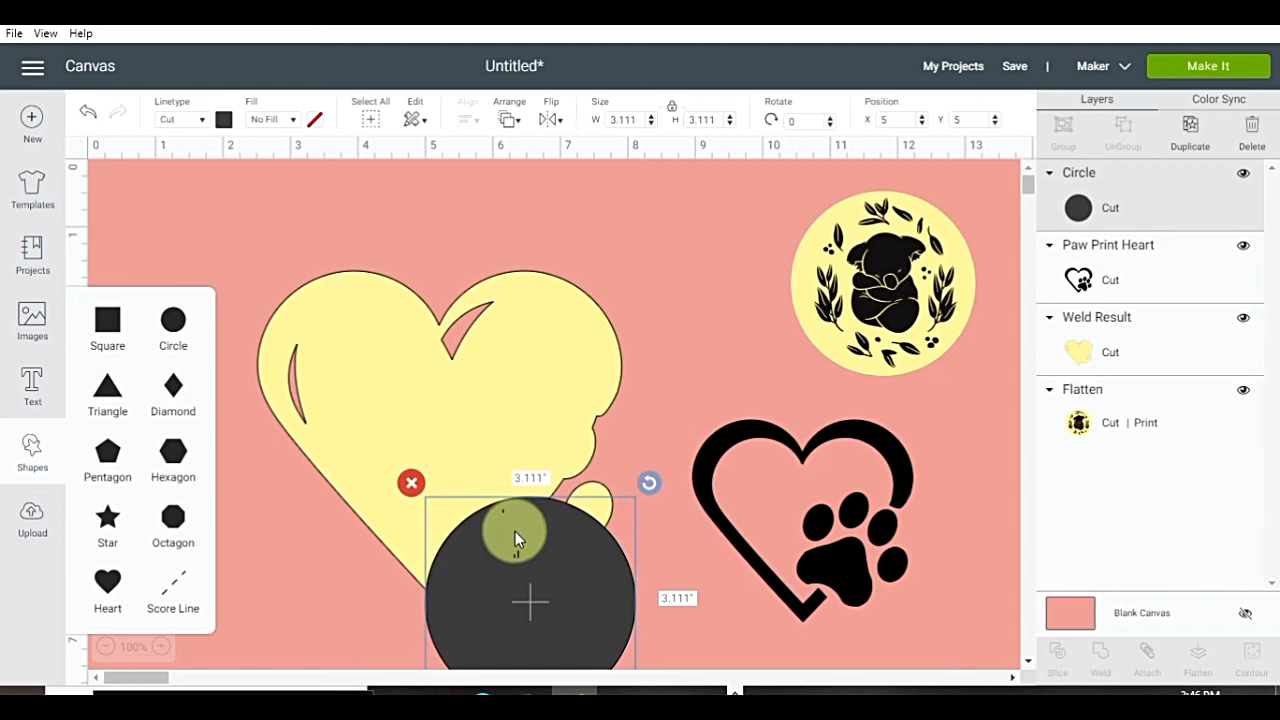 File View Help
Canvas Untitled* My Projects Save | Maker Make It
New
Templates
Projects
Images
Text
Shapes
Upload
Linetype
Cut
Fill
No Fill
Select All
Edit
Align
Arrange
Flip
Size
W 3.111 H 3.111
Rotate
0
Position
X 5 Y 5
0 1 2 3 4 5 6 7 8 9 10 11 12 13
0
1
7
Square Circle
Triangle Diamond
Pentagon Hexagon
Star Octagon
Heart Score Line
100%
3.111"
3.111"
Layers Color Sync
Group UnGroup Duplicate Delete
Circle
Cut
Paw Print Heart
Cut
Weld Result
Cut
Flatten
Cut | Print
Blank Canvas
Slice Weld Attach Flatten Contour